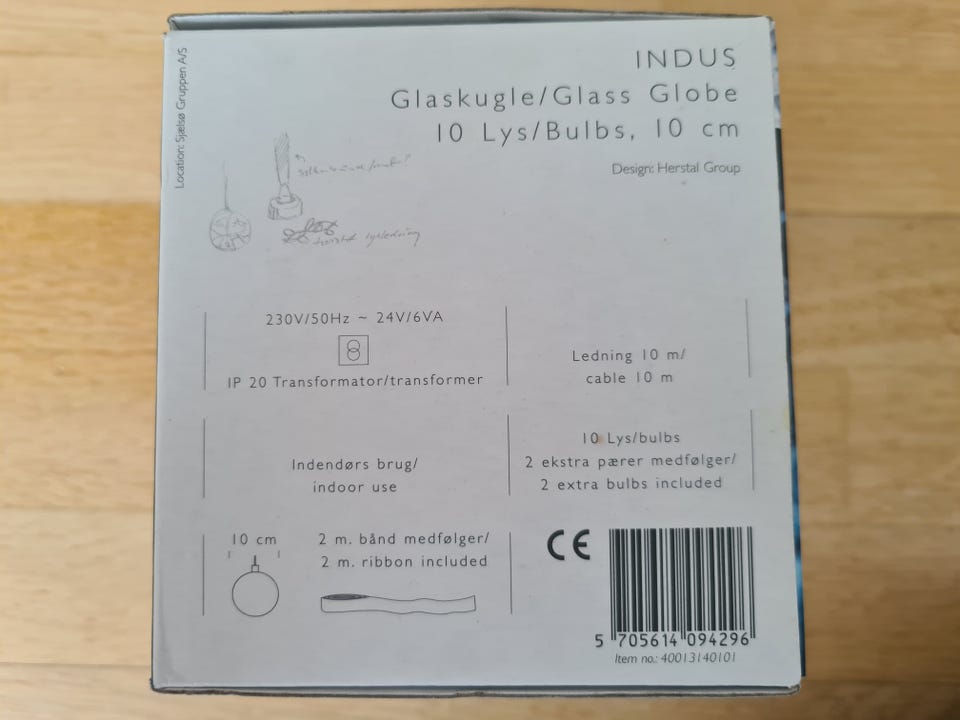 Location: Sjælsø Gruppen A/S
INDUS
Glaskugle/Glass Globe
10 Lys/Bulbs, 10 cm
Design: Herstal Group
230V/50Hz ~ 24V/6VA
IP 20 Transformator/transformer
Ledning 10 m/
cable 10 m
Indendørs brug/
indoor use
10 Lys/bulbs
2 ekstra pærer medfølger/
2 extra bulbs included
10 cm
2 m. bånd medfølger/
2 m. ribbon included
CE
5 705614 094296
Item no.: 40013140101